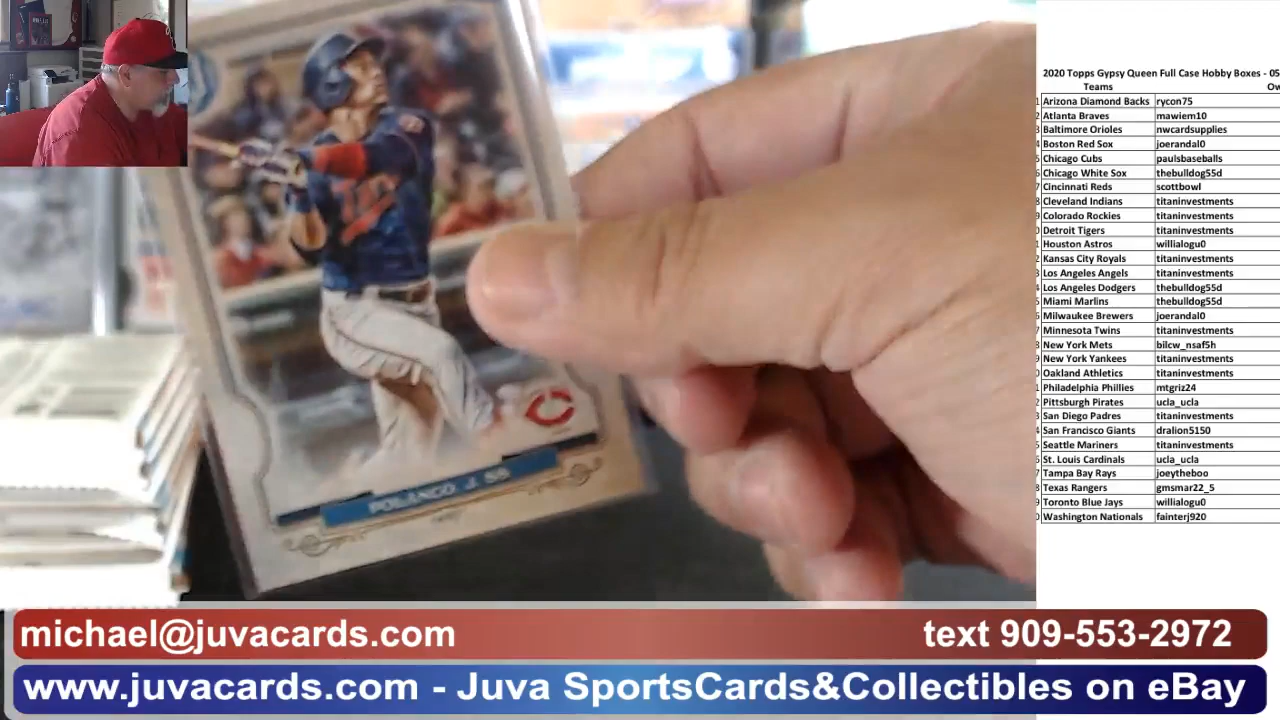 2020 Topps Gypsy Queen Full Case Hobby Boxes - 05
Teams Ow
Arizona Diamond Backs rycon75
Atlanta Braves mawiem10
Baltimore Orioles nwcardsupplies
Boston Red Sox joerandal0
Chicago Cubs paulsbaseballs
Chicago White Sox thebulldog55d
Cincinnati Reds scottbowl
Cleveland Indians titaninvestments
Colorado Rockies titaninvestments
Detroit Tigers titaninvestments
Houston Astros willialogu0
Kansas City Royals titaninvestments
Los Angeles Angels titaninvestments
Los Angeles Dodgers thebulldog55d
Miami Marlins thebulldog55d
Milwaukee Brewers joerandal0
Minnesota Twins titaninvestments
New York Mets bilcw_nsaf5h
New York Yankees titaninvestments
Oakland Athletics titaninvestments
Philadelphia Phillies mtgriz24
Pittsburgh Pirates ucla_ucla
San Diego Padres titaninvestments
San Francisco Giants dralion5150
Seattle Mariners titaninvestments
St. Louis Cardinals ucla_ucla
Tampa Bay Rays joeytheboo
Texas Rangers gmsmar22_5
Toronto Blue Jays willialogu0
Washington Nationals fainterj920
POLANCO
michael@juvacards.com
text 909-553-2972
www.juvacards.com - Juva SportsCards&Collectibles on eBay